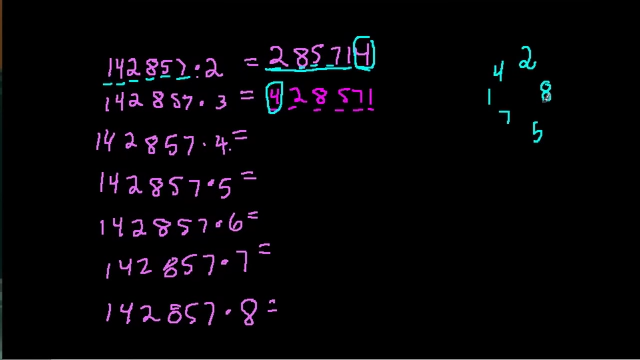 142857·2 = 285714
142857·3 = 428571
142857·4 =
142857·5 =
142857·6 =
142857·7 =
142857·8 =
1 4 2 8 5 7